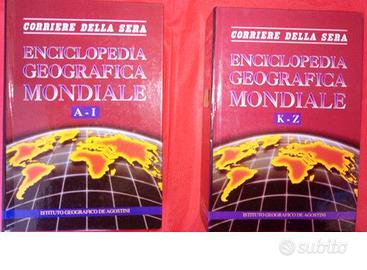 CORRIERE DELLA SERA
ENCICLOPEDIA
GEOGRAFICA
MONDIALE
A-I
ISTITUTO GEOGRAFICO DE AGOSTINI
CORRIERE DELLA SERA
ENCICLOPEDIA
GEOGRAFICA
MONDIALE
K-Z
ISTITUTO GEOGRAFICO DE AGOSTINI
subito